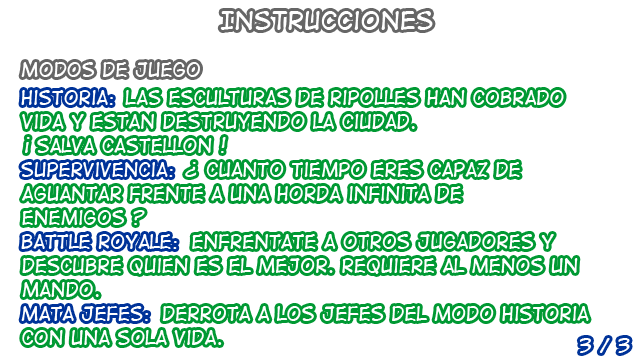 INSTRUCCIONES
MODOS DE JUEGO
HISTORIA: LAS ESCULTURAS DE RIPOLLES HAN COBRADO
VIDA Y ESTAN DESTRUYENDO LA CIUDAD.
¡ SALVA CASTELLON !
SUPERVIVENCIA: ¿ CUANTO TIEMPO ERES CAPAZ DE
AGUANTAR FRENTE A UNA HORDA INFINITA DE
ENEMIGOS ?
BATTLE ROYALE: ENFRENTATE A OTROS JUGADORES Y
DESCUBRE QUIEN ES EL MEJOR. REQUIERE AL MENOS UN
MANDO.
MATA JEFES: DERROTA A LOS JEFES DEL MODO HISTORIA
CON UNA SOLA VIDA.
3 / 3